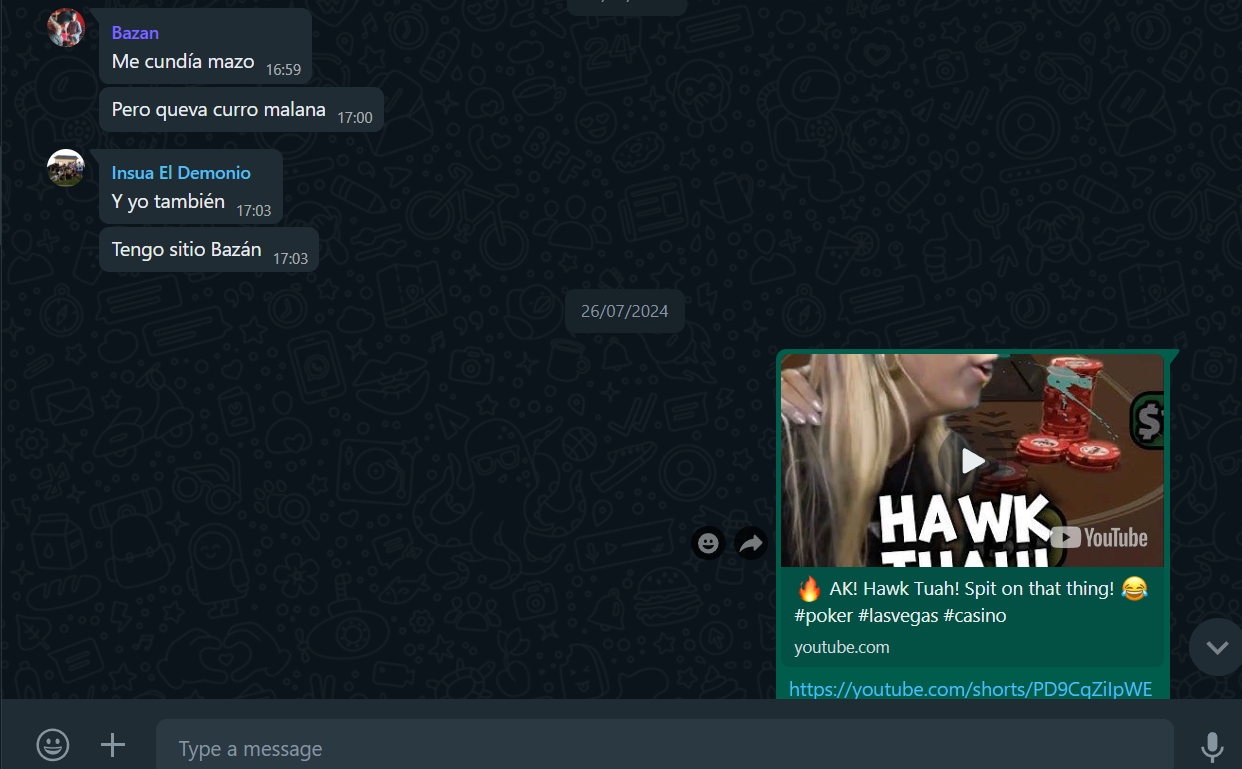 Bazan
Me cundía mazo 16:59
Pero queva curro malana 17:00
Insua El Demonio
Y yo también 17:03
Tengo sitio Bazán 17:03
26/07/2024
$
HAWK
TUAH!
YouTube
🔥 AK! Hawk Tuah! Spit on that thing! 😂
#poker #lasvegas #casino
youtube.com
https://youtube.com/shorts/PD9CqZiIpWE
Type a message